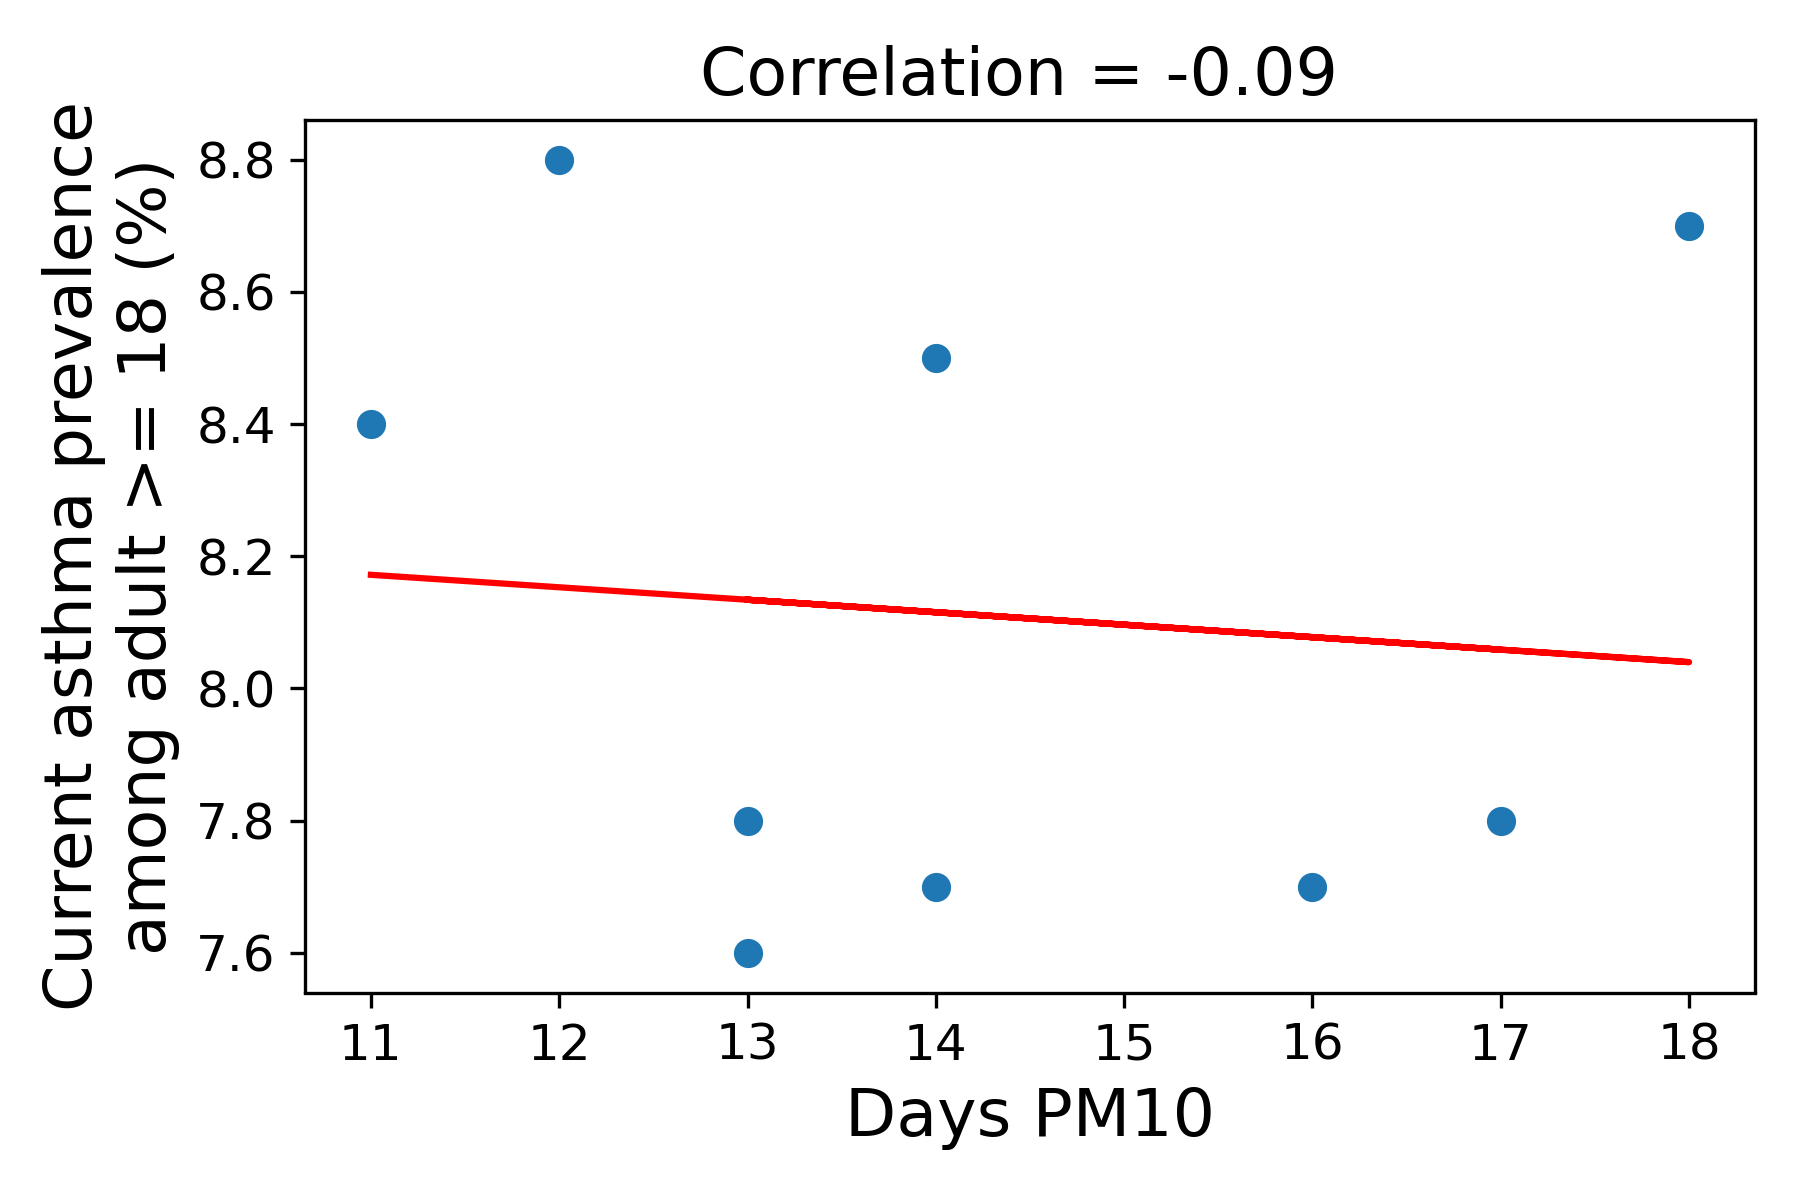 Correlation = -0.09
Current asthma prevalence
among adult >= 18 (%)
8.8
8.6
8.4
8.2
8.0
7.8
7.6
11 12 13 14 15 16 17 18
Days PM10